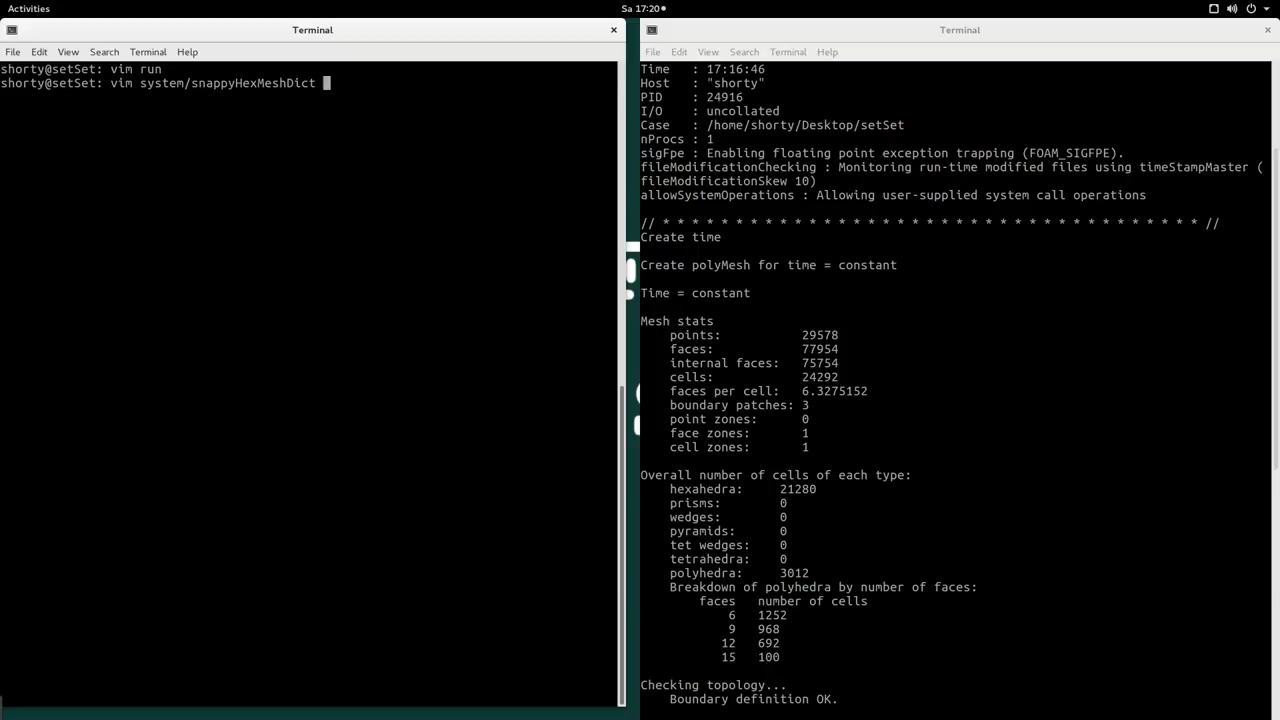 Activities
Sa 17:20
Terminal
File Edit View Search Terminal Help
shorty@setSet: vim run
shorty@setSet: vim system/snappyHexMeshDict
Terminal
File Edit View Search Terminal Help
Time : 17:16:46
Host : "shorty"
PID : 24916
I/O : uncollated
Case : /home/shorty/Desktop/setSet
nProcs : 1
sigFpe : Enabling floating point exception trapping (FOAM_SIGFPE).
fileModificationChecking : Monitoring run-time modified files using timeStampMaster (
fileModificationSkew 10)
allowSystemOperations : Allowing user-supplied system call operations
// * * * * * * * * * * * * * * * * * * * * * * * * * * * * * * * * * * * * * //
Create time
Create polyMesh for time = constant
Time = constant
Mesh stats
points: 29578
faces: 77954
internal faces: 75754
cells: 24292
faces per cell: 6.3275152
boundary patches: 3
point zones: 0
face zones: 1
cell zones: 1
Overall number of cells of each type:
hexahedra: 21280
prisms: 0
wedges: 0
pyramids: 0
tet wedges: 0
tetrahedra: 0
polyhedra: 3012
Breakdown of polyhedra by number of faces:
faces number of cells
6 1252
9 968
12 692
15 100
Checking topology...
Boundary definition OK.